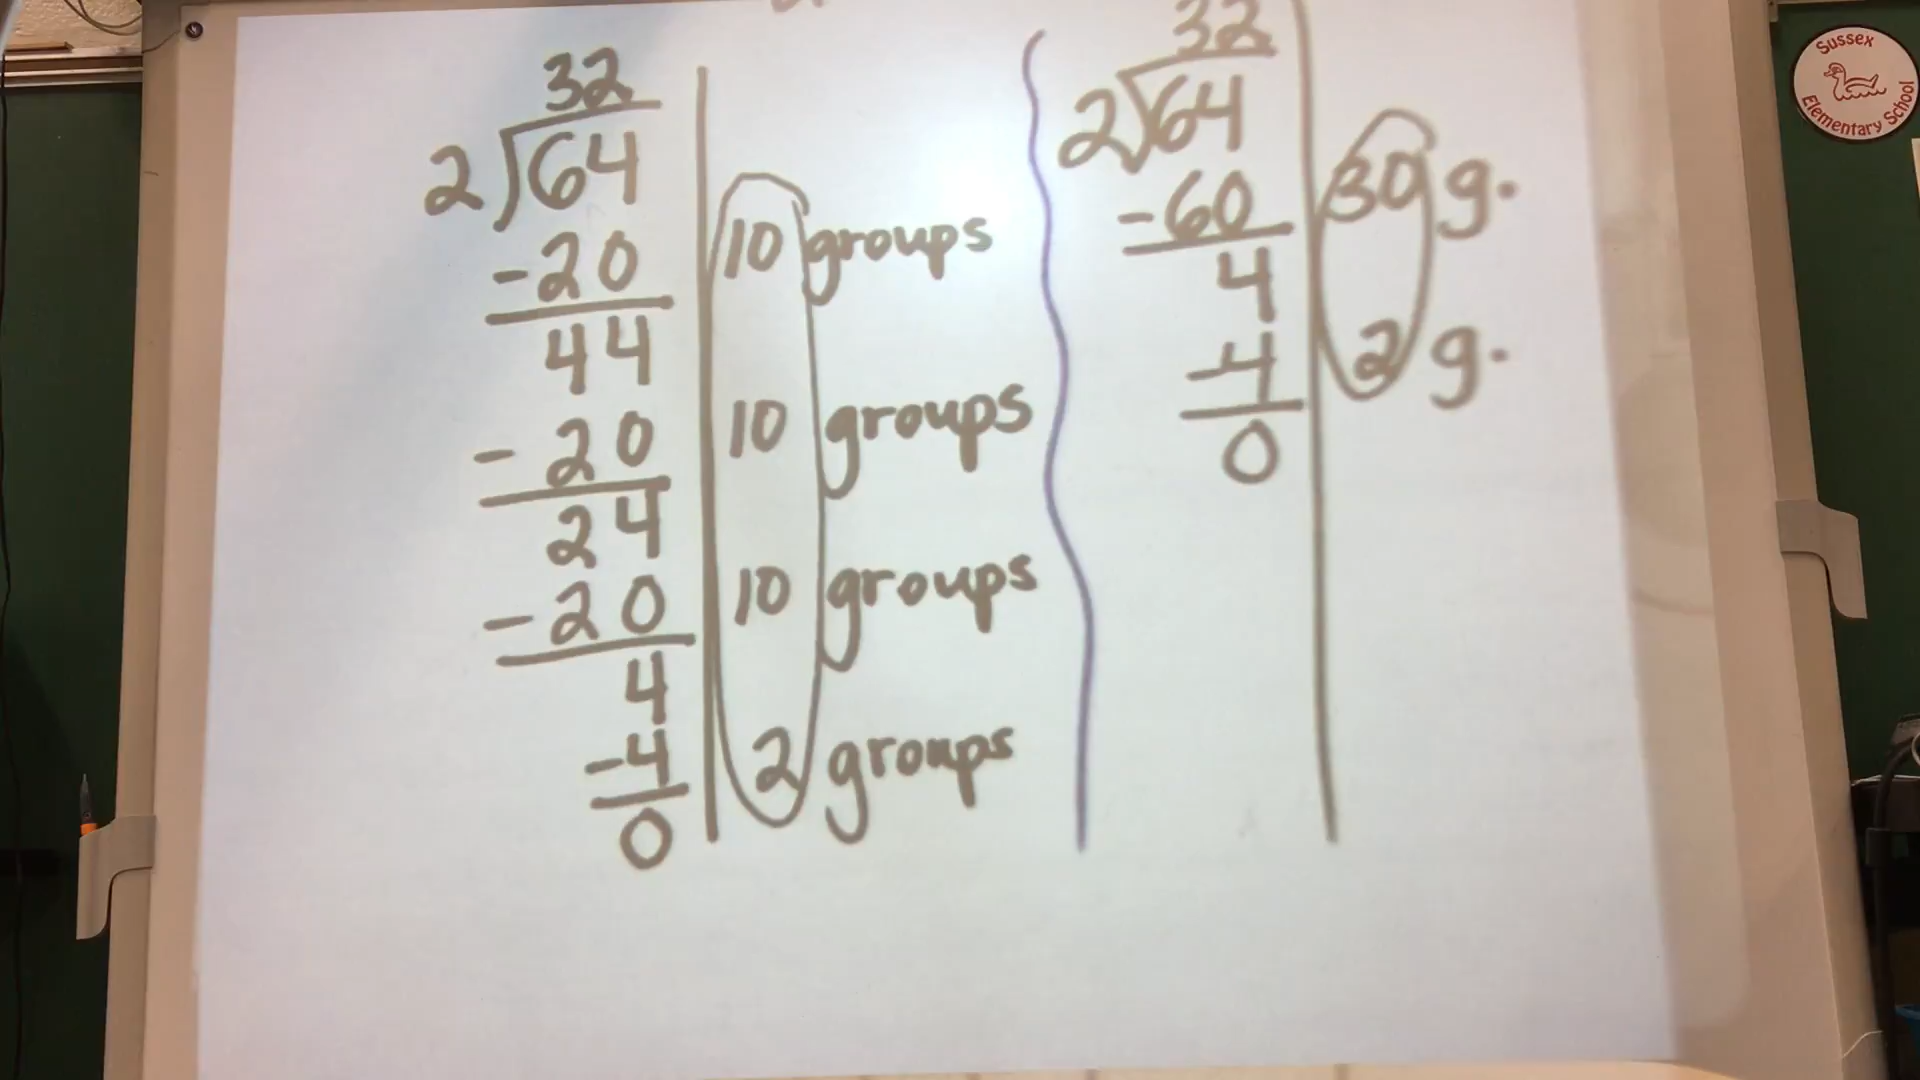 32
2)64
-20 10 groups
44
-20 10 groups
24
-20 10 groups
4
-4 2 groups
0
32
2)64
-60 30 g.
4
-4 2 g.
0
Sussex
Elementary School